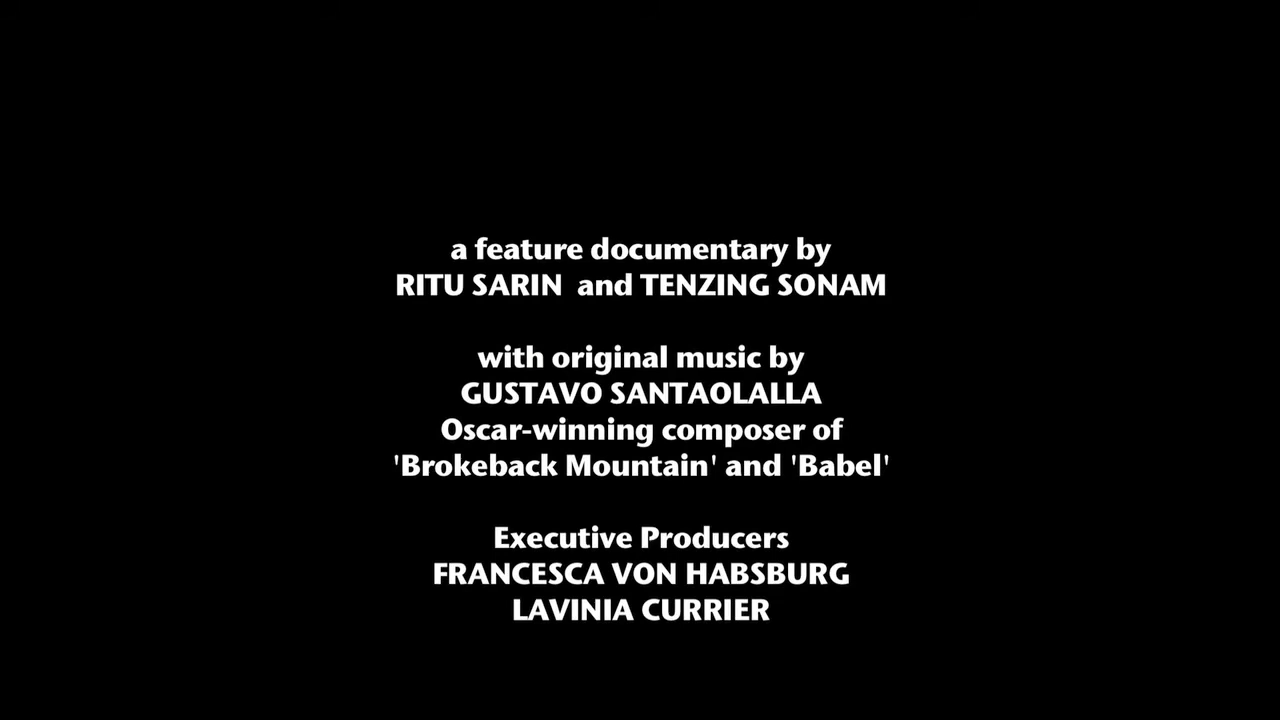 a feature documentary by
RITU SARIN and TENZING SONAM
with original music by
GUSTAVO SANTAOLALLA
Oscar-winning composer of
'Brokeback Mountain' and 'Babel'
Executive Producers
FRANCESCA VON HABSBURG
LAVINIA CURRIER